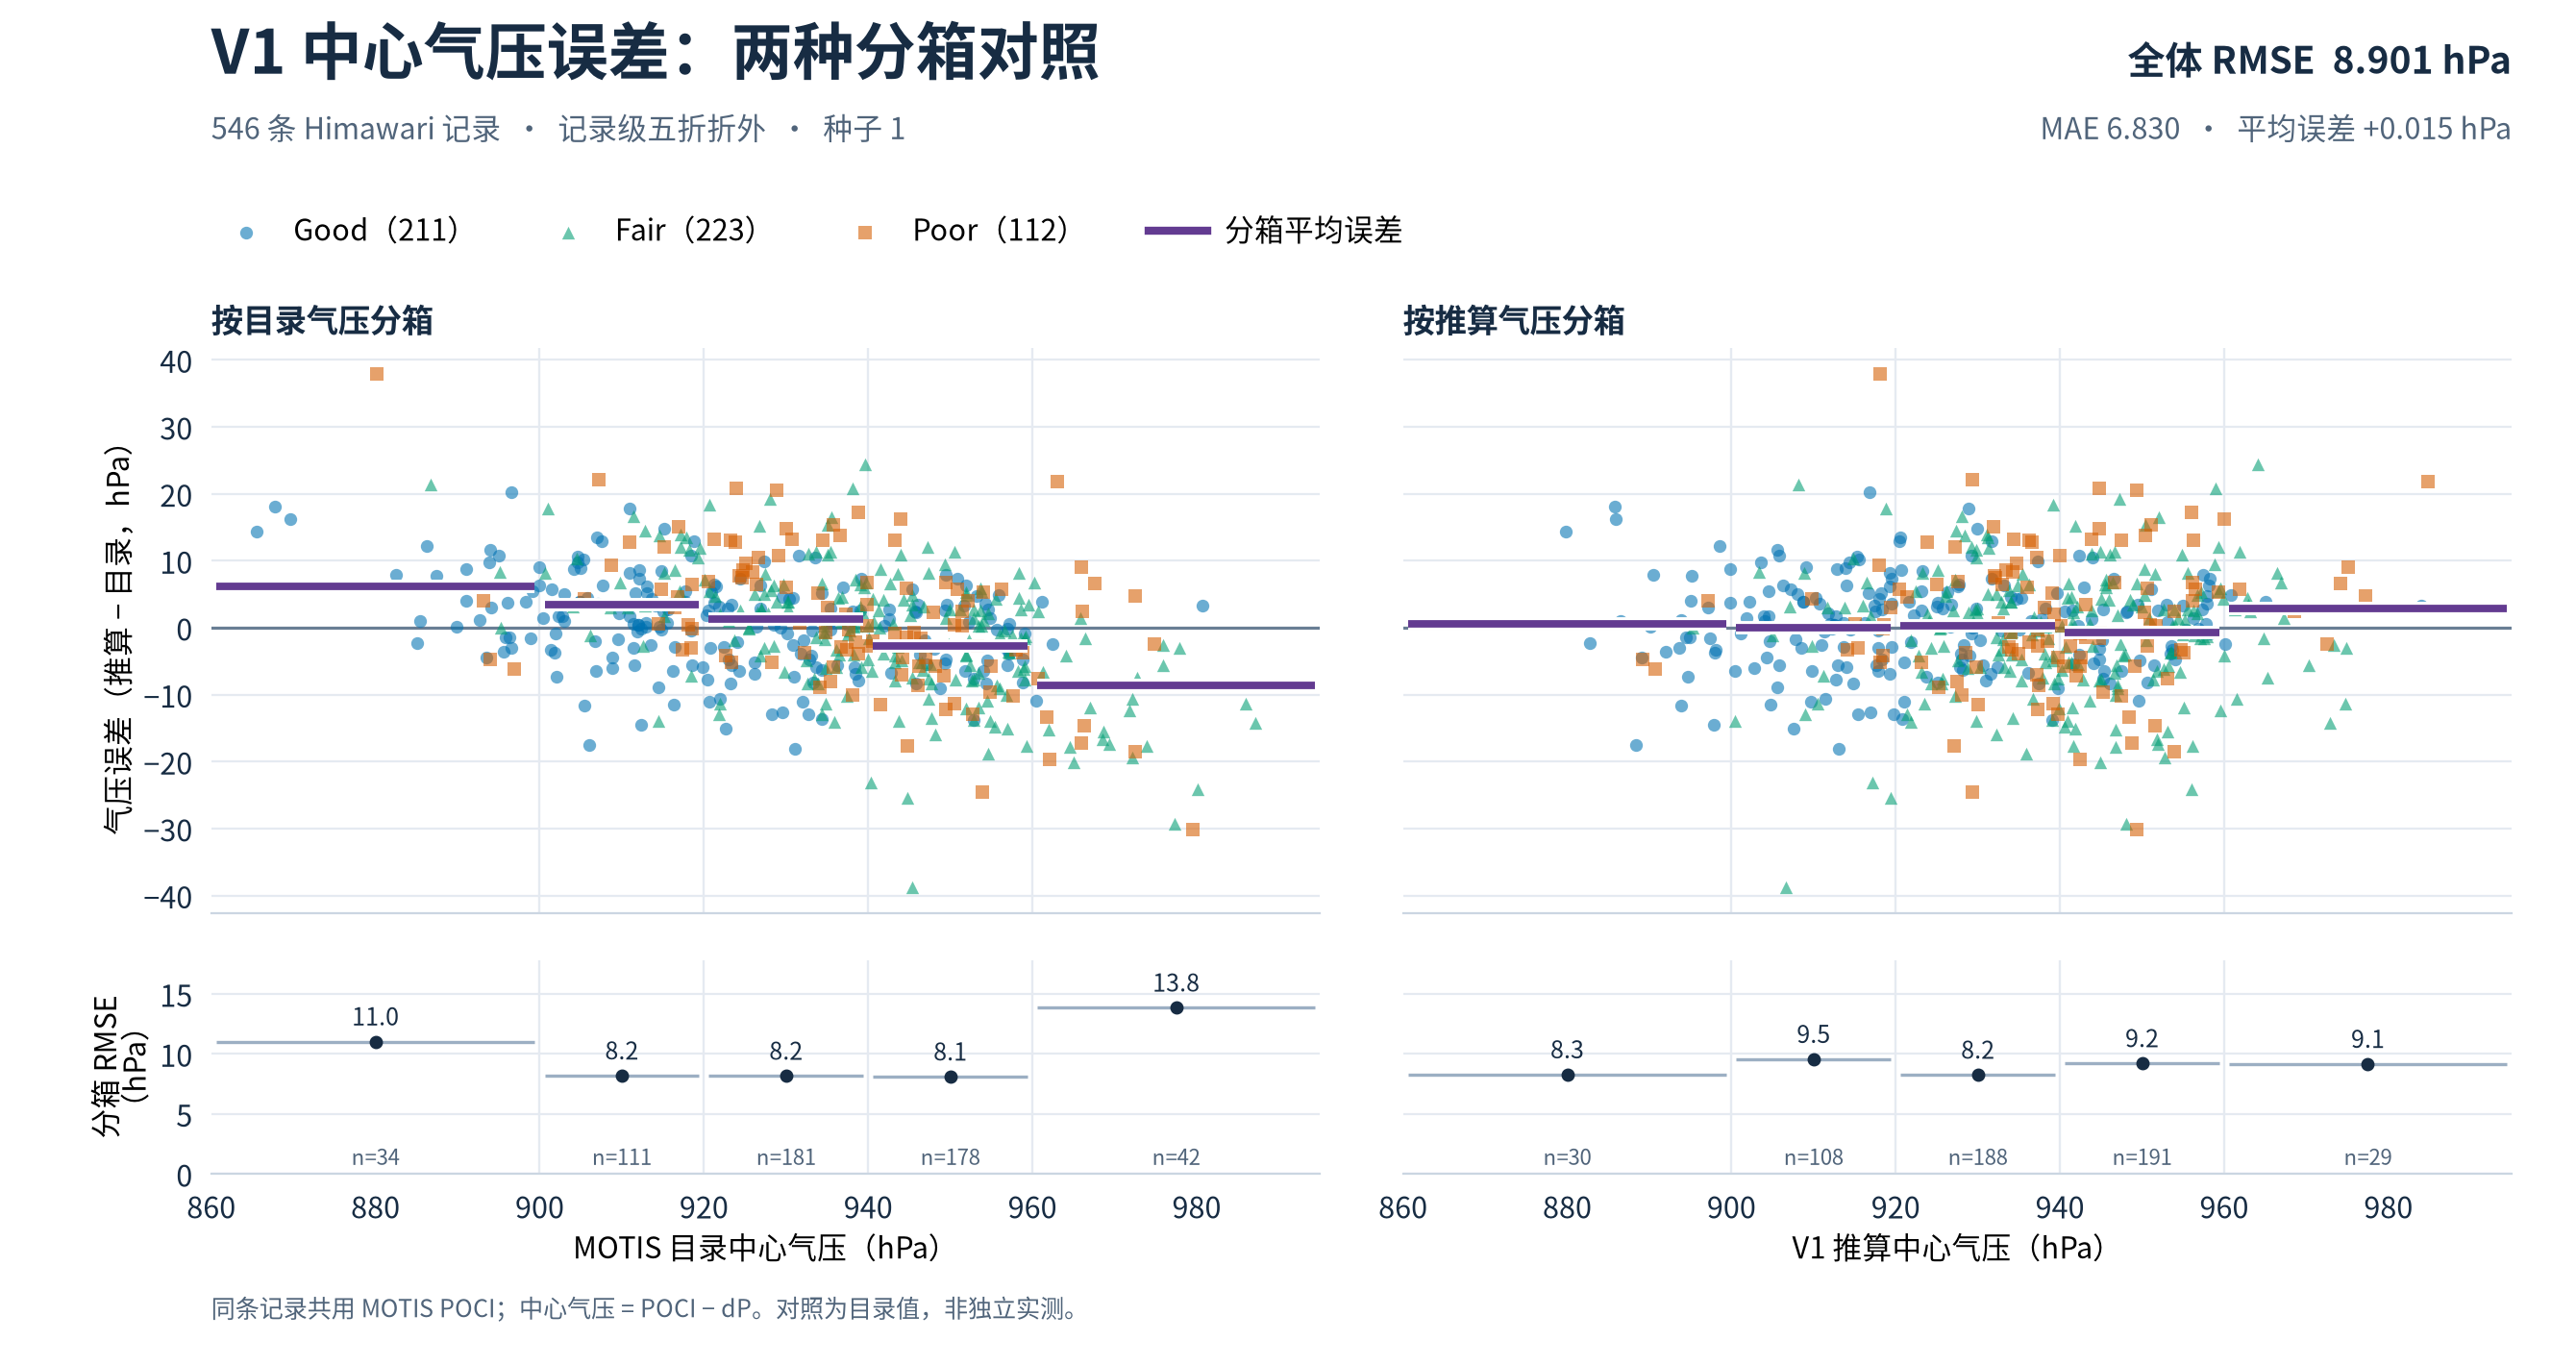 V1 中心气压误差：两种分箱对照
全体 RMSE 8.901 hPa
546 条 Himawari 记录 • 记录级五折折外 • 种子 1
MAE 6.830 • 平均误差 +0.015 hPa
Good（211） Fair（223） Poor（112） 分箱平均误差
按目录气压分箱
按推算气压分箱
气压误差（推算 − 目录，hPa）
40
30
20
10
0
−10
−20
−30
−40
分箱 RMSE
（hPa）
15
10
5
0
11.0
8.2
8.2
8.1
13.8
8.3
9.5
8.2
9.2
9.1
n=34 n=111 n=181 n=178 n=42
n=30 n=108 n=188 n=191 n=29
860 880 900 920 940 960 980
860 880 900 920 940 960 980
MOTIS 目录中心气压（hPa）
V1 推算中心气压（hPa）
同条记录共用 MOTIS POCI；中心气压 = POCI − dP。对照为目录值，非独立实测。